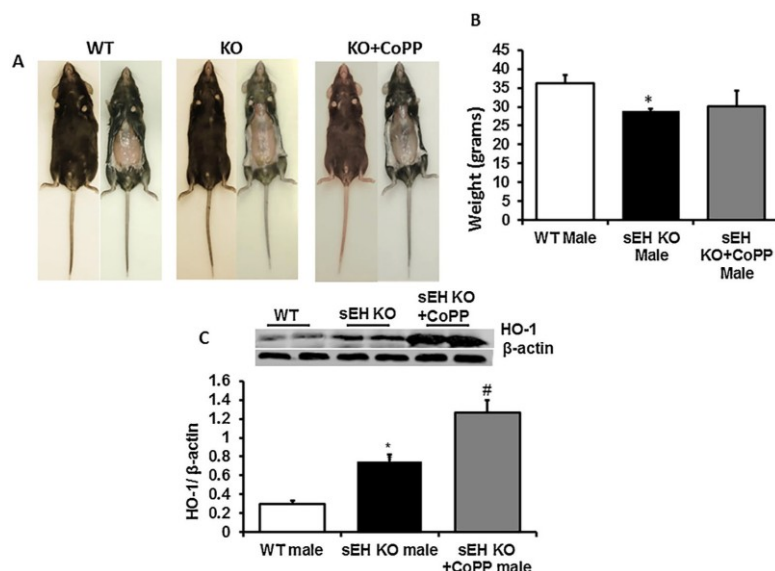 A
WT
KO
KO+CoPP
B
Weight (grams)
45
40
35
30
25
20
15
10
5
0
*
WT Male
sEH KO
Male
sEH
KO+CoPP
Male
C
WT
sEH KO
sEH KO
+CoPP
HO-1
β-actin
HO-1/ β-actin
1.6
1.4
1.2
1
0.8
0.6
0.4
0.2
0
*
#
WT male
sEH KO male
sEH KO
+CoPP male